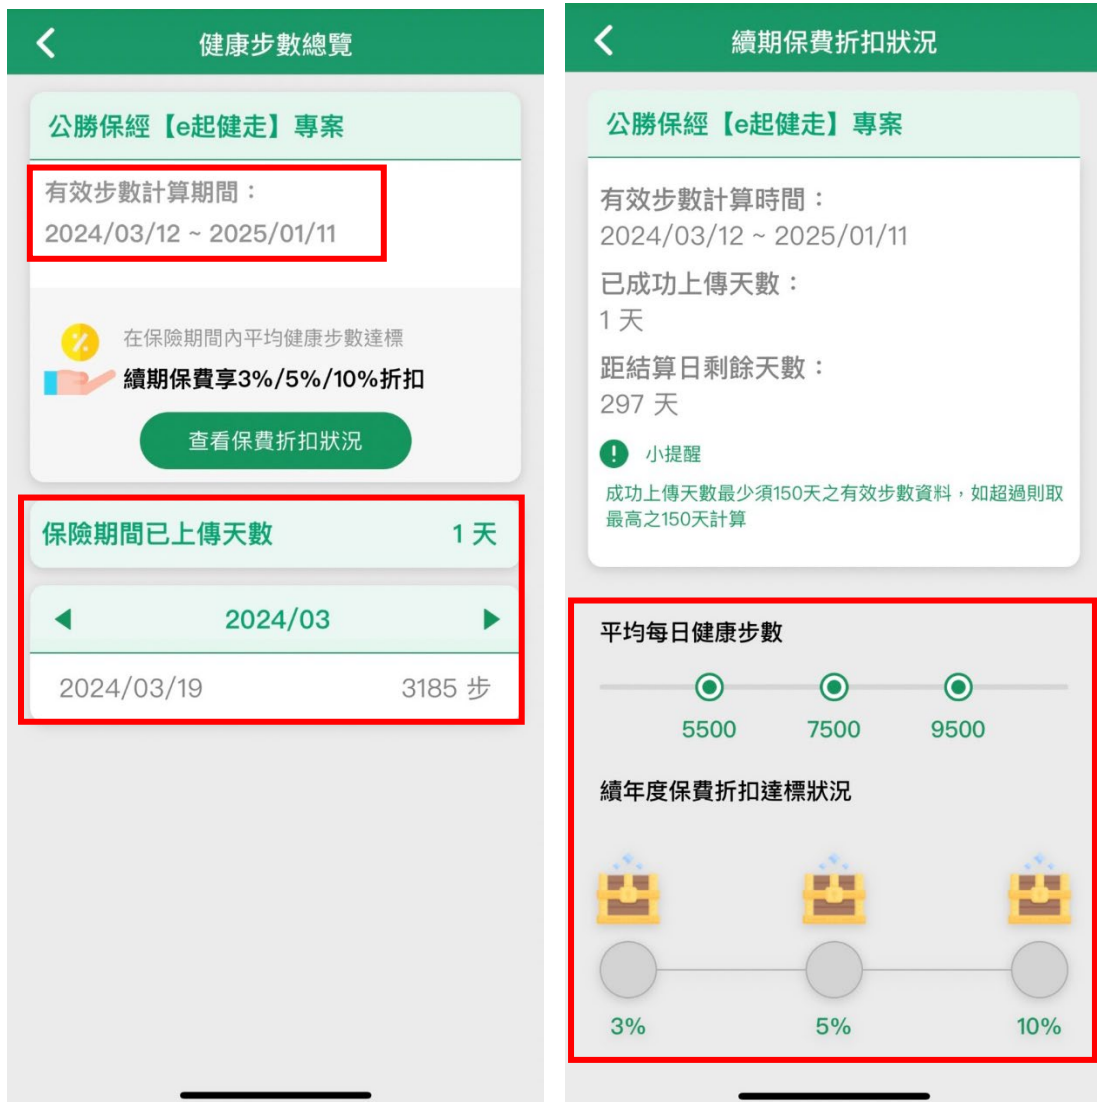 健康步數總覽
公勝保經【e起健走】專案
有效步數計算期間：
2024/03/12 ~ 2025/01/11
在保險期間內平均健康步數達標
續期保費享3%/5%/10%折扣
查看保費折扣狀況
保險期間已上傳天數 1 天
2024/03
2024/03/19 3185 步
續期保費折扣狀況
公勝保經【e起健走】專案
有效步數計算時間：
2024/03/12 ~ 2025/01/11
已成功上傳天數：
1 天
距結算日剩餘天數：
297 天
小提醒
成功上傳天數最少須150天之有效步數資料，如超過則取
最高之150天計算
平均每日健康步數
5500 7500 9500
續年度保費折扣達標狀況
3% 5% 10%